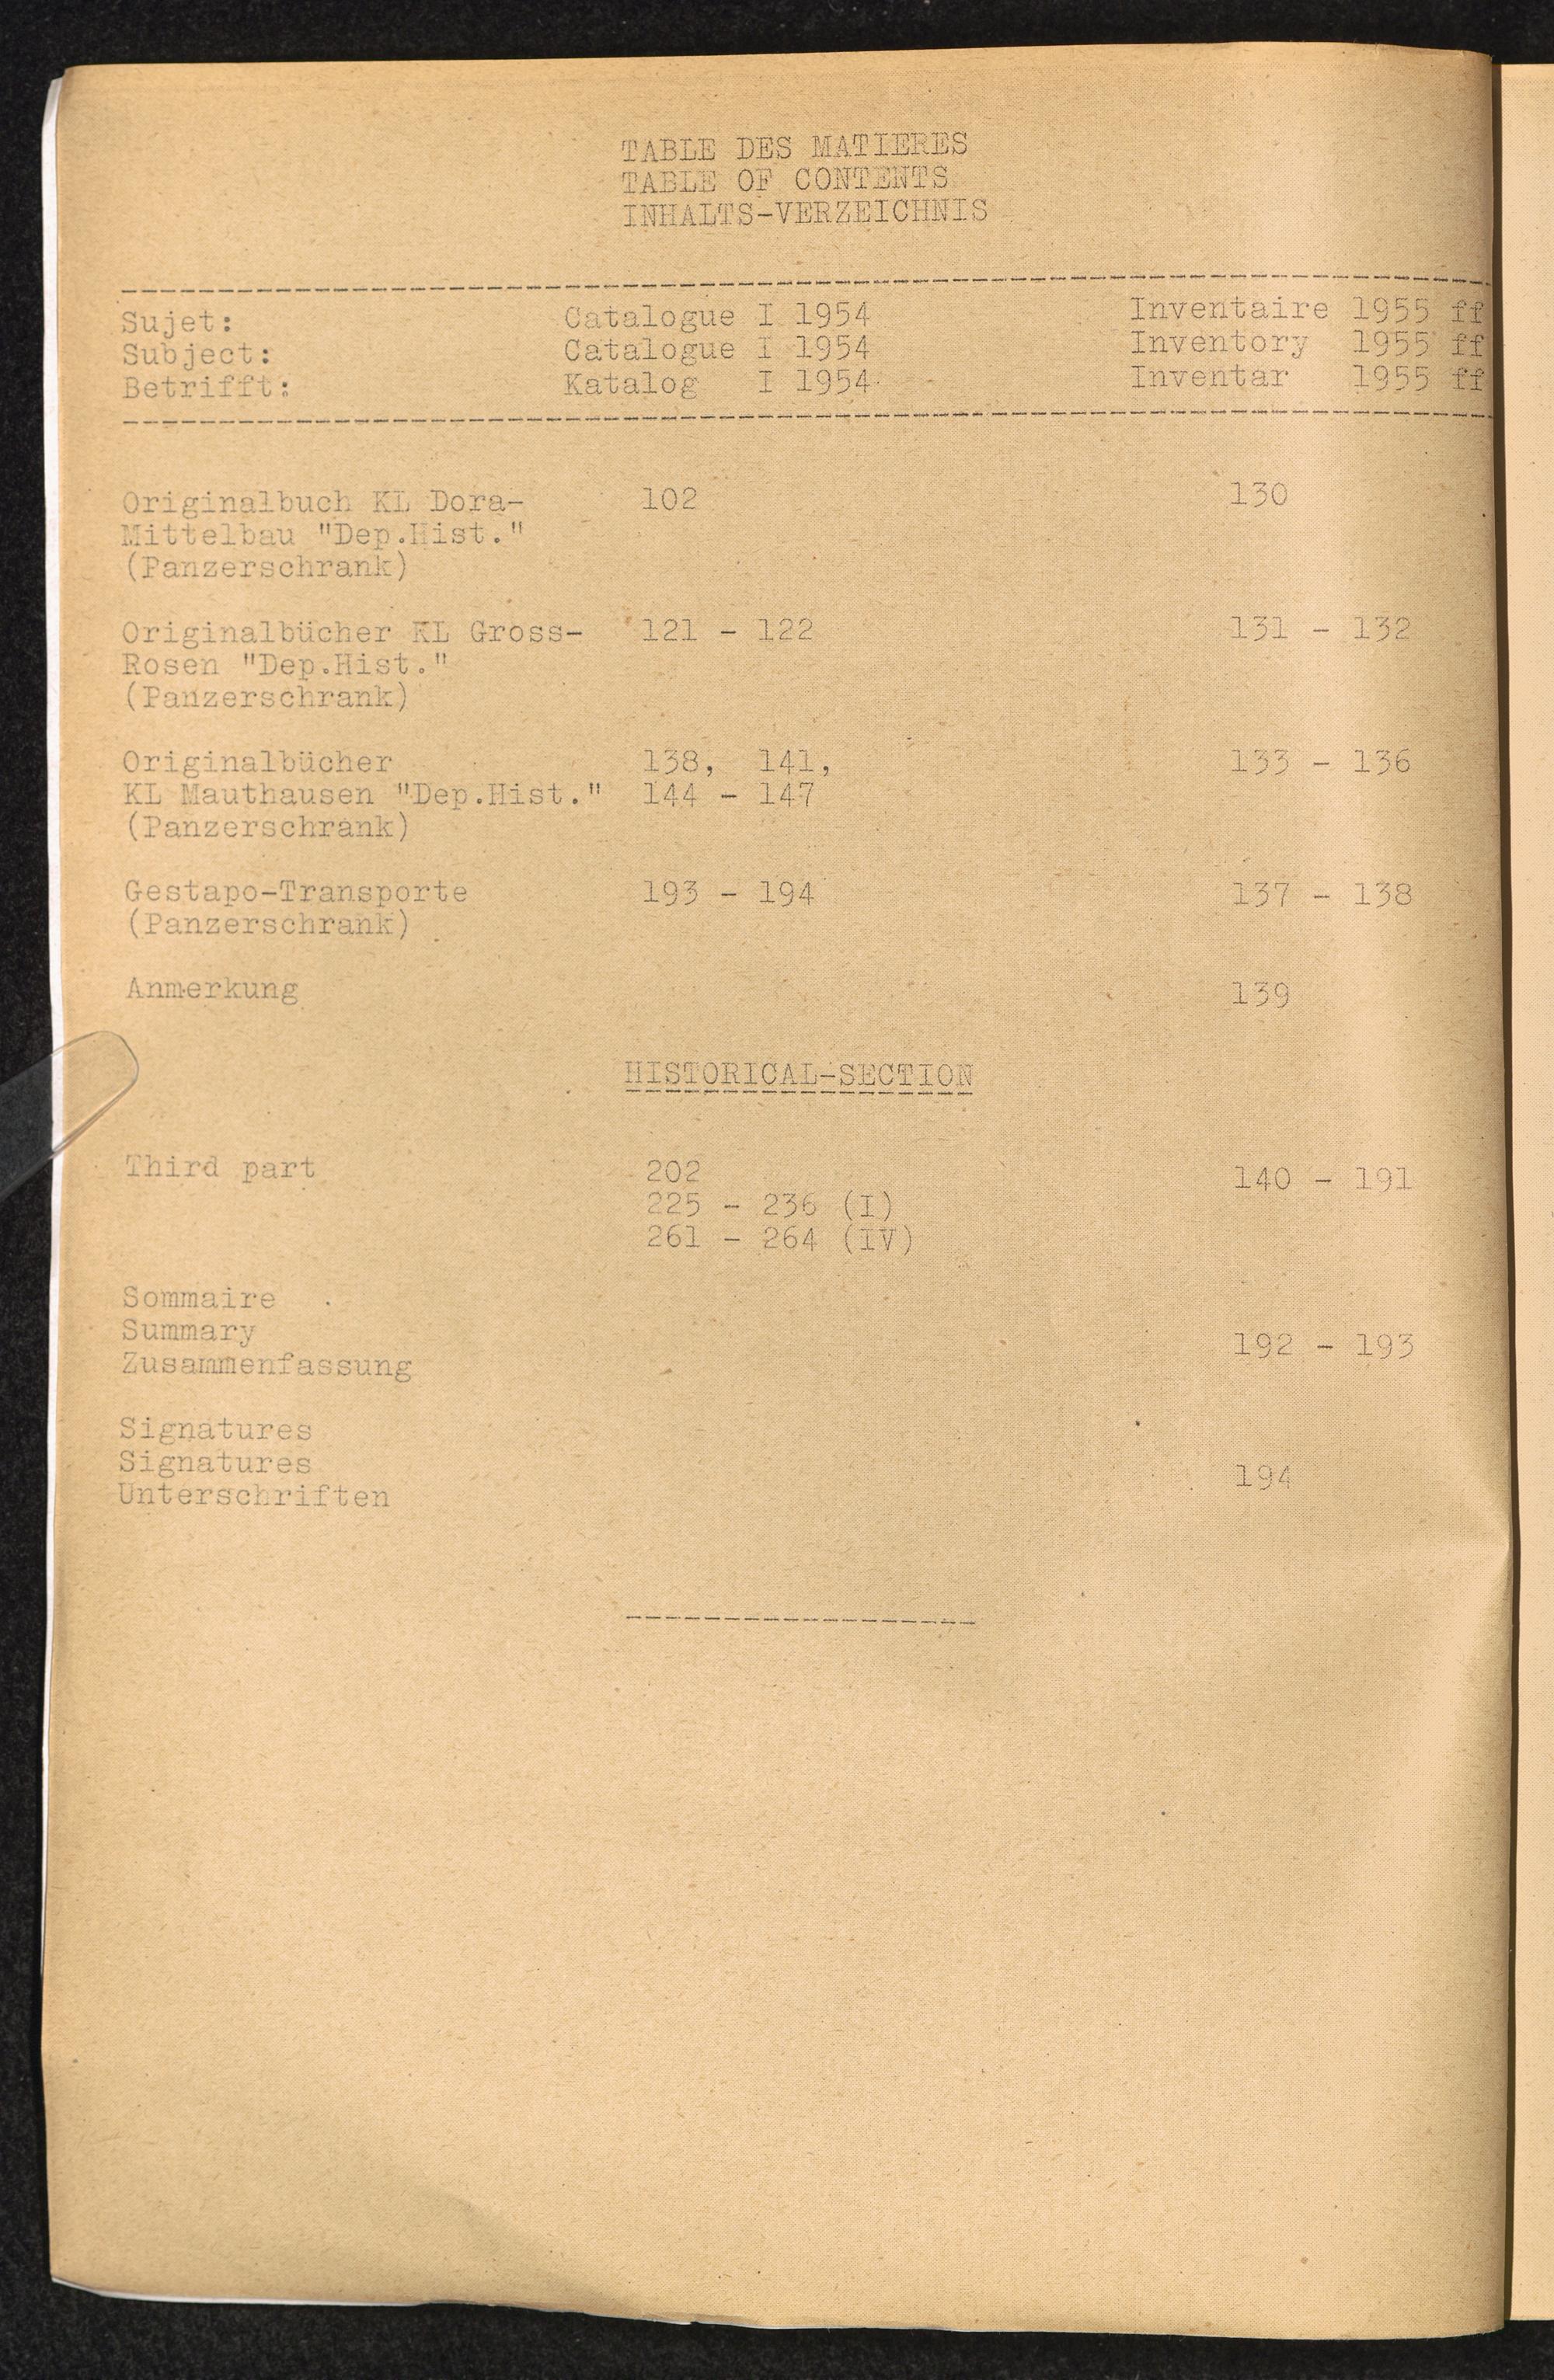 TABLE DES MATIERES
TABLE OF CONTENTS
INHALTS-VERZEICHNIS
Sujet: Catalogue I 1954 Inventaire 1955 ff
Subject: Catalogue I 1954 Inventory 1955 ff
Betrifft: Katalog I 1954 Inventar 1955 ff
Originalbuch KL Dora- 102 130
Mittelbau "Dep.Hist."
(Panzerschrank)
Originalbücher KL Gross- 121 - 122 131 - 132
Rosen "Dep.Hist."
(Panzerschrank)
Originalbücher 138, 141, 133 - 136
KL Mauthausen "Dep.Hist." 144 - 147
(Panzerschrank)
Gestapo-Transporte 193 - 194 137 - 138
(Panzerschrank)
Anmerkung 139
HISTORICAL-SECTION
Third part 202 140 - 191
225 - 236 (I)
261 - 264 (IV)
Sommaire
Summary 192 - 193
Zusammenfassung
Signatures
Signatures 194
Unterschriften